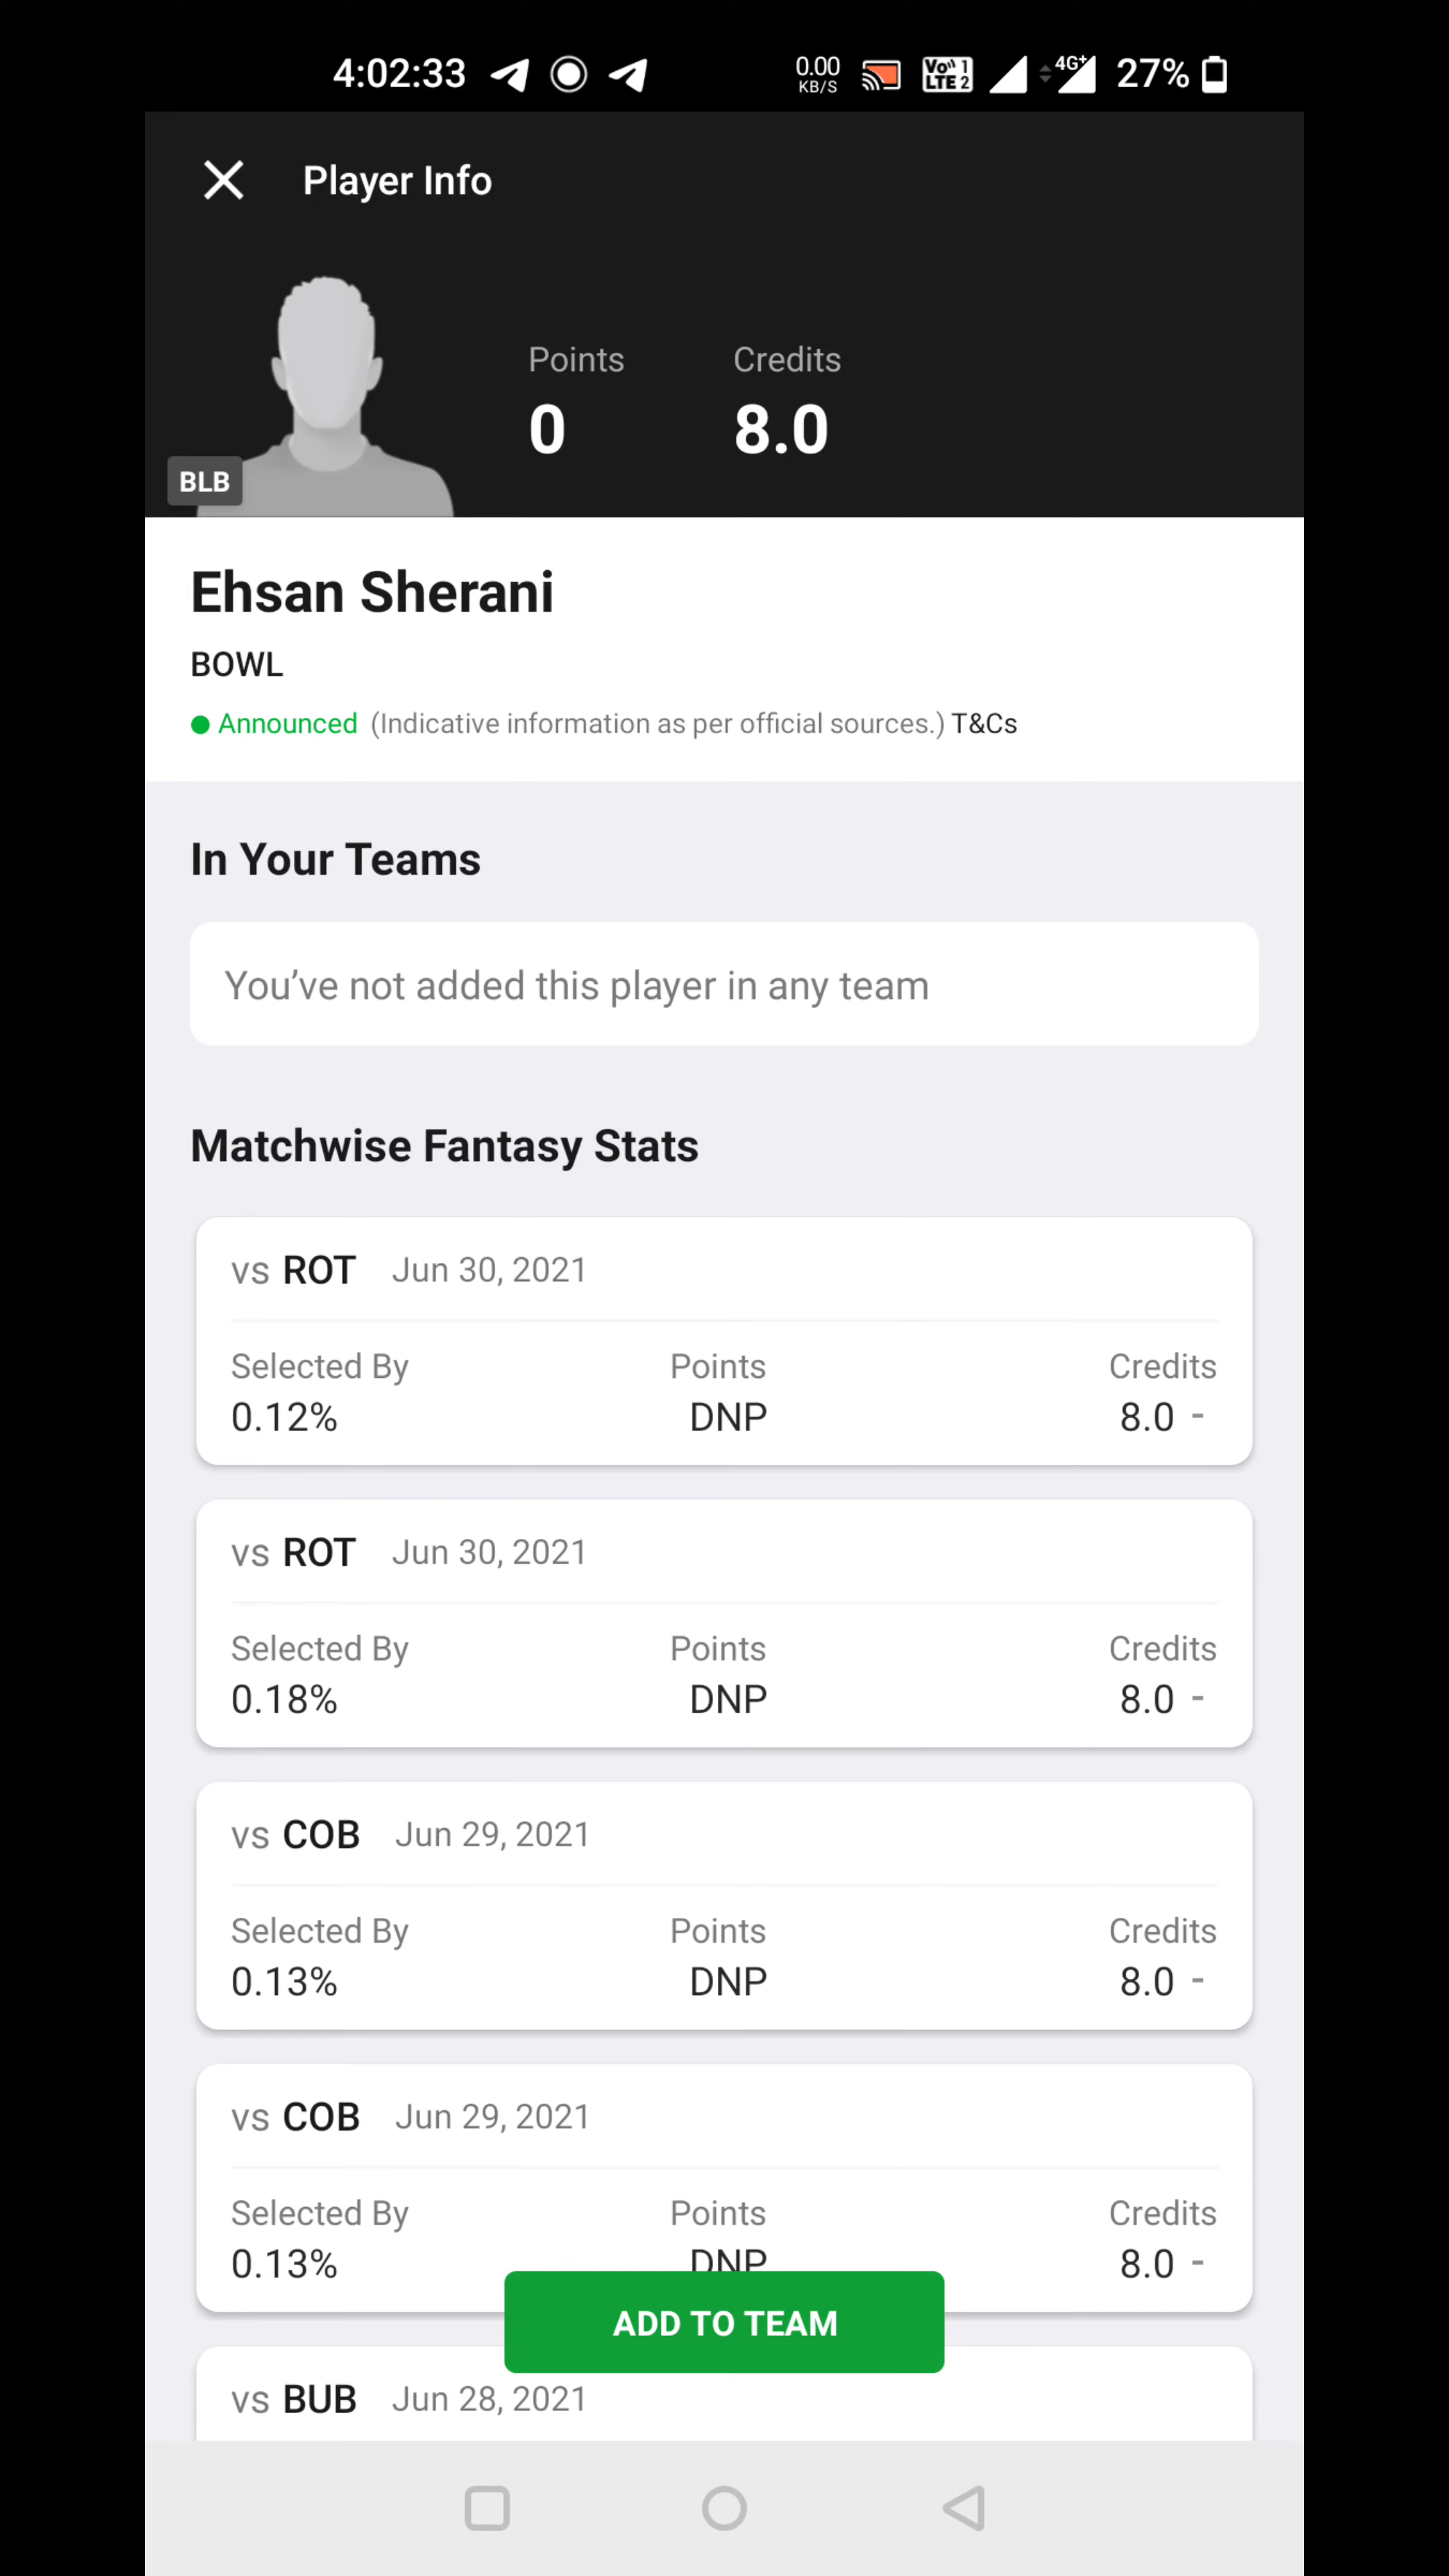 4:02:33 0.00 KB/S Vo 1 LTE 2 4G+ 27%
Player Info
Points Credits
0 8.0
BLB
Ehsan Sherani
BOWL
Announced (Indicative information as per official sources.) T&Cs
In Your Teams
You’ve not added this player in any team
Matchwise Fantasy Stats
vs ROT Jun 30, 2021
Selected By Points Credits
0.12% DNP 8.0 -
vs ROT Jun 30, 2021
Selected By Points Credits
0.18% DNP 8.0 -
vs COB Jun 29, 2021
Selected By Points Credits
0.13% DNP 8.0 -
vs COB Jun 29, 2021
Selected By Points Credits
0.13% DNP 8.0 -
ADD TO TEAM
vs BUB Jun 28, 2021